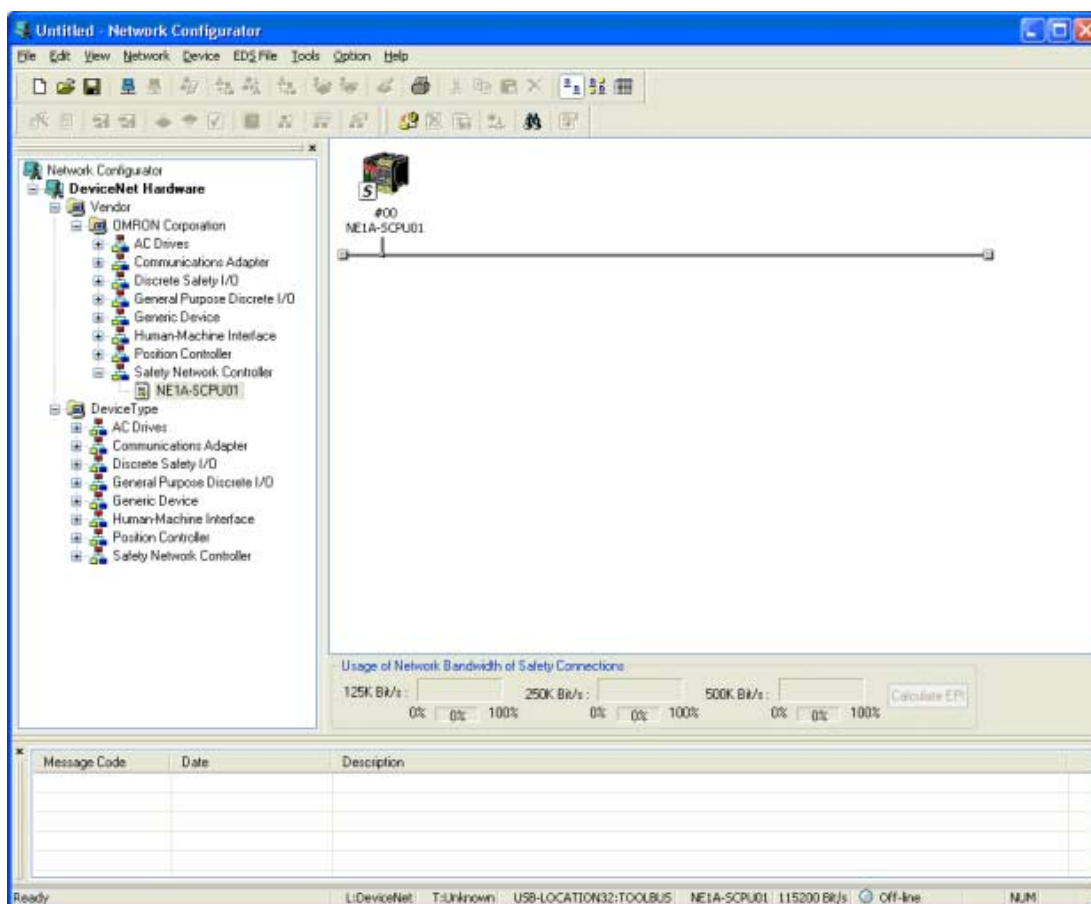 Untitled - Network Configurator
File Edit View Network Device EDS File Tools Option Help
Network Configurator
DeviceNet Hardware
Vendor
OMRON Corporation
AC Drives
Communications Adapter
Discrete Safety I/O
General Purpose Discrete I/O
Generic Device
Human-Machine Interface
Position Controller
Safety Network Controller
NE1A-SCPU01
DeviceType
AC Drives
Communications Adapter
Discrete Safety I/O
General Purpose Discrete I/O
Generic Device
Human-Machine Interface
Position Controller
Safety Network Controller
S
#00
NE1A-SCPU01
Usage of Network Bandwidth of Safety Connections
125K Bit/s : 250K Bit/s : 500K Bit/s : Calculate EPI
0% 0% 100% 0% 0% 100% 0% 0% 100%
Message Code Date Description
Ready L:DeviceNet T:Unknown USB-LOCATION32:TOOLBUS NE1A-SCPU01 115200 Bit/s Off-line NUM